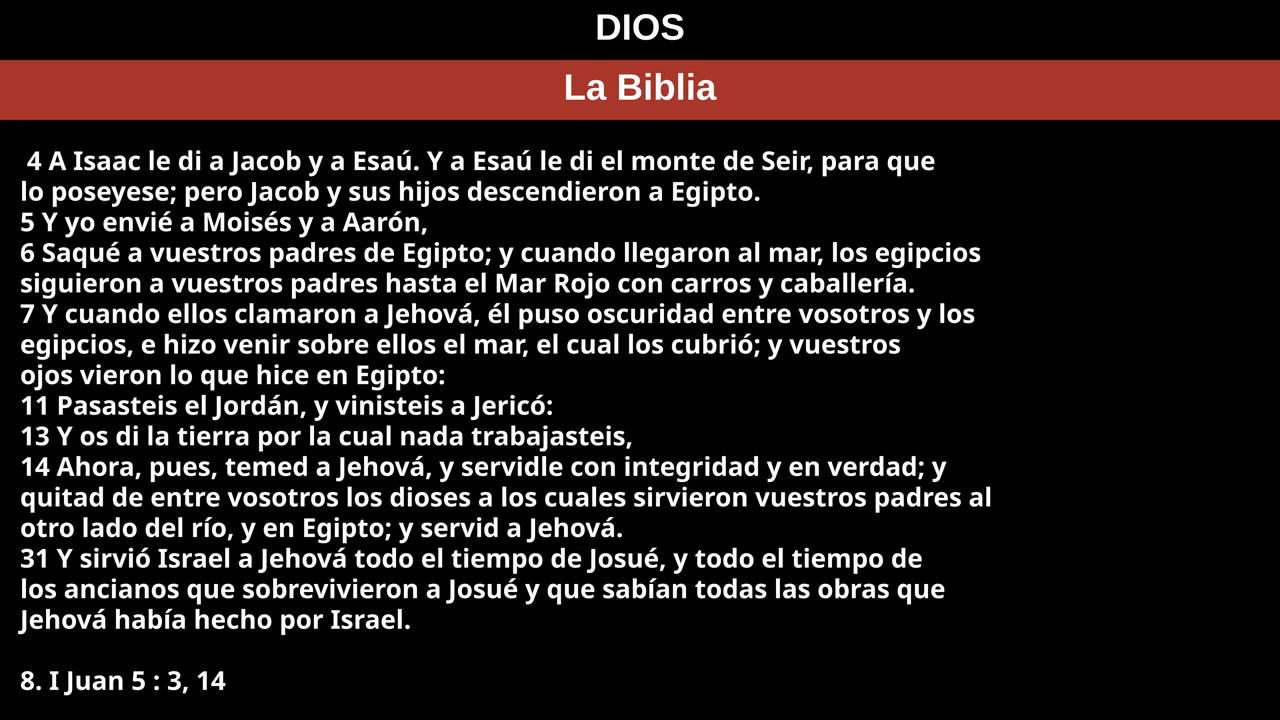 DIOS
La Biblia
4 A Isaac le di a Jacob y a Esaú. Y a Esaú le di el monte de Seir, para que
lo poseyese; pero Jacob y sus hijos descendieron a Egipto.
5 Y yo envié a Moisés y a Aarón,
6 Saqué a vuestros padres de Egipto; y cuando llegaron al mar, los egipcios
siguieron a vuestros padres hasta el Mar Rojo con carros y caballería.
7 Y cuando ellos clamaron a Jehová, él puso oscuridad entre vosotros y los
egipcios, e hizo venir sobre ellos el mar, el cual los cubrió; y vuestros
ojos vieron lo que hice en Egipto:
11 Pasasteis el Jordán, y vinisteis a Jericó:
13 Y os di la tierra por la cual nada trabajasteis,
14 Ahora, pues, temed a Jehová, y servidle con integridad y en verdad; y
quitad de entre vosotros los dioses a los cuales sirvieron vuestros padres al
otro lado del río, y en Egipto; y servid a Jehová.
31 Y sirvió Israel a Jehová todo el tiempo de Josué, y todo el tiempo de
los ancianos que sobrevivieron a Josué y que sabían todas las obras que
Jehová había hecho por Israel.
8. I Juan 5 : 3, 14